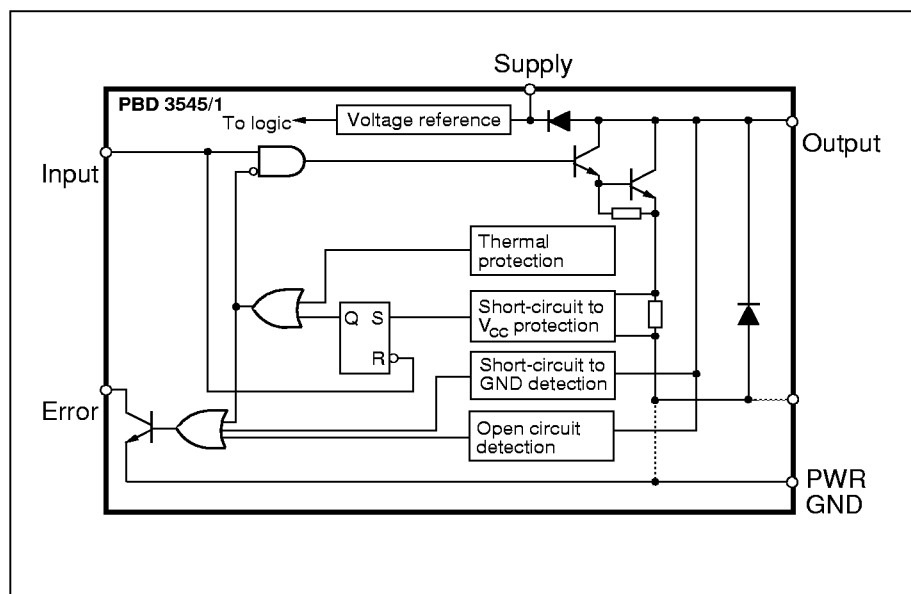 Supply
PBD 3545/1
To logic
Voltage reference
Output
Input
Thermal
protection
Q S
R
Short-circuit to
VCC protection
Short-circuit to
GND detection
Error
Open circuit
detection
PWR
GND